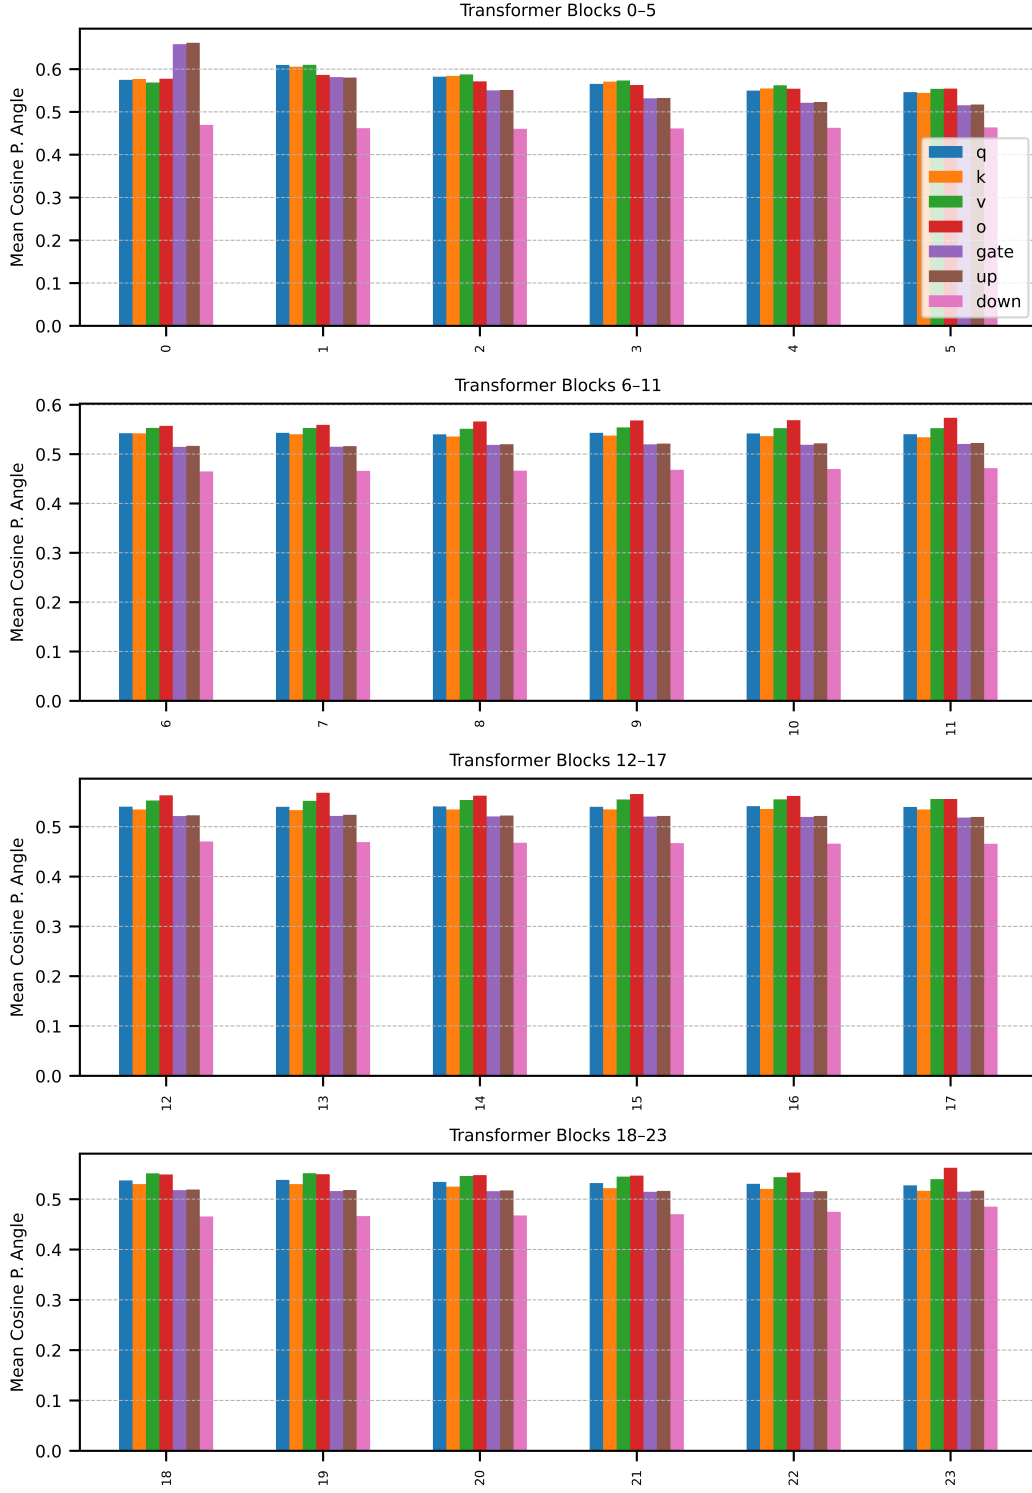 Transformer Blocks 0–5
Mean Cosine P. Angle
0.6
0.5
0.4
0.3
0.2
0.1
0.0
q
k
v
o
gate
up
down
0 1 2 3 4 5
Transformer Blocks 6–11
Mean Cosine P. Angle
0.6
0.5
0.4
0.3
0.2
0.1
0.0
6 7 8 9 10 11
Transformer Blocks 12–17
Mean Cosine P. Angle
0.5
0.4
0.3
0.2
0.1
0.0
12 13 14 15 16 17
Transformer Blocks 18–23
Mean Cosine P. Angle
0.5
0.4
0.3
0.2
0.1
0.0
18 19 20 21 22 23